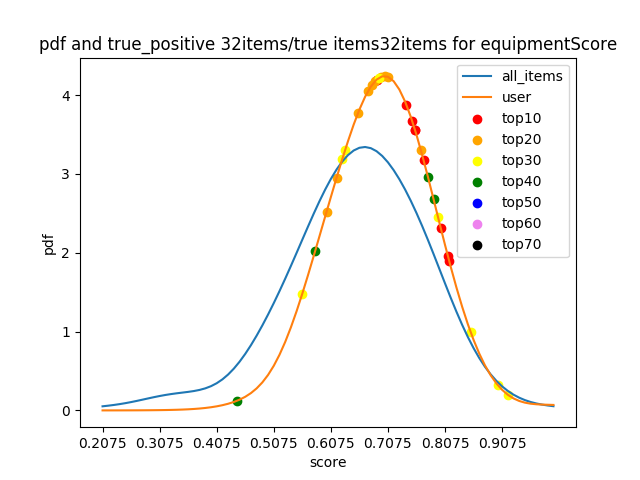 pdf and true_positive 32items/true items32items for equipmentScore
all_items
user
top10
top20
top30
top40
top50
top60
top70
4
3
2
1
0
pdf
0.2075 0.3075 0.4075 0.5075 0.6075 0.7075 0.8075 0.9075
score